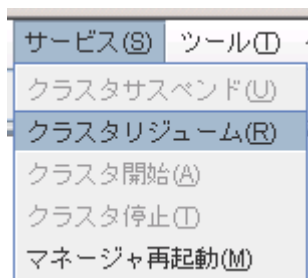 サービス(S) ツール(T)
クラスタサスペンド(U)
クラスタリジューム(R)
クラスタ開始(A)
クラスタ停止(T)
マネージャ再起動(M)